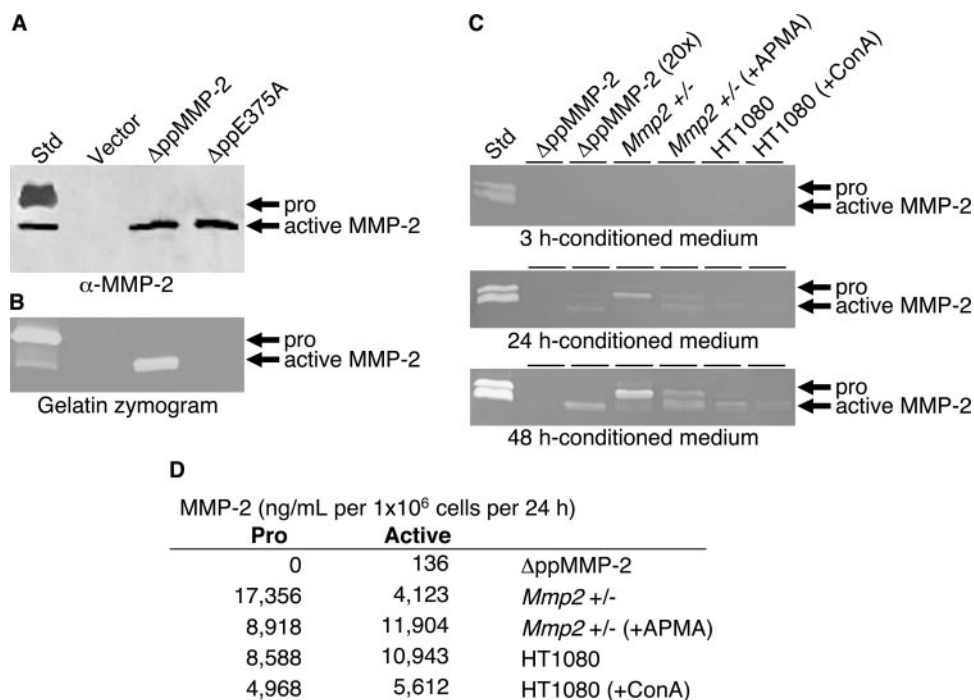 A
Std
Vector
ΔppMMP-2
ΔppE375A
pro
active MMP-2
α-MMP-2
B
pro
active MMP-2
Gelatin zymogram
C
Std
ΔppMMP-2
ΔppMMP-2 (20x)
Mmp2 +/-
Mmp2 +/- (+APMA)
HT1080
HT1080 (+ConA)
pro
active MMP-2
3 h-conditioned medium
pro
active MMP-2
24 h-conditioned medium
pro
active MMP-2
48 h-conditioned medium
D
MMP-2 (ng/mL per 1x10⁶ cells per 24 h)
Pro Active
0 136 ΔppMMP-2
17,356 4,123 Mmp2 +/-
8,918 11,904 Mmp2 +/- (+APMA)
8,588 10,943 HT1080
4,968 5,612 HT1080 (+ConA)